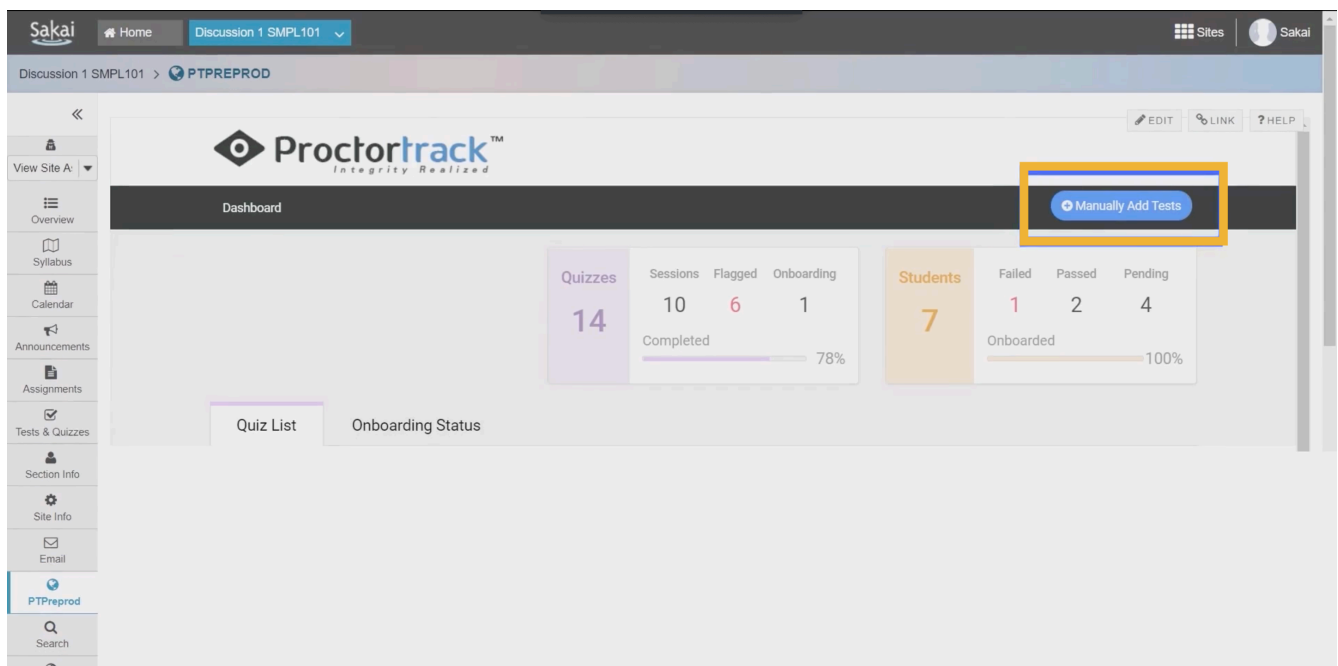 Sakai Home Discussion 1 SMPL101 Sites Sakai
Discussion 1 SMPL101 > PTPREPROD
EDIT LINK ?HELP
View Site A:
Overview
Syllabus
Calendar
Announcements
Assignments
Tests & Quizzes
Section Info
Site Info
Email
PTPreprod
Search
Proctortrack™
Integrity Realized
Dashboard Manually Add Tests
Quizzes
14
Sessions Flagged Onboarding
10 6 1
Completed
78%
Students
7
Failed Passed Pending
1 2 4
Onboarded
100%
Quiz List Onboarding Status